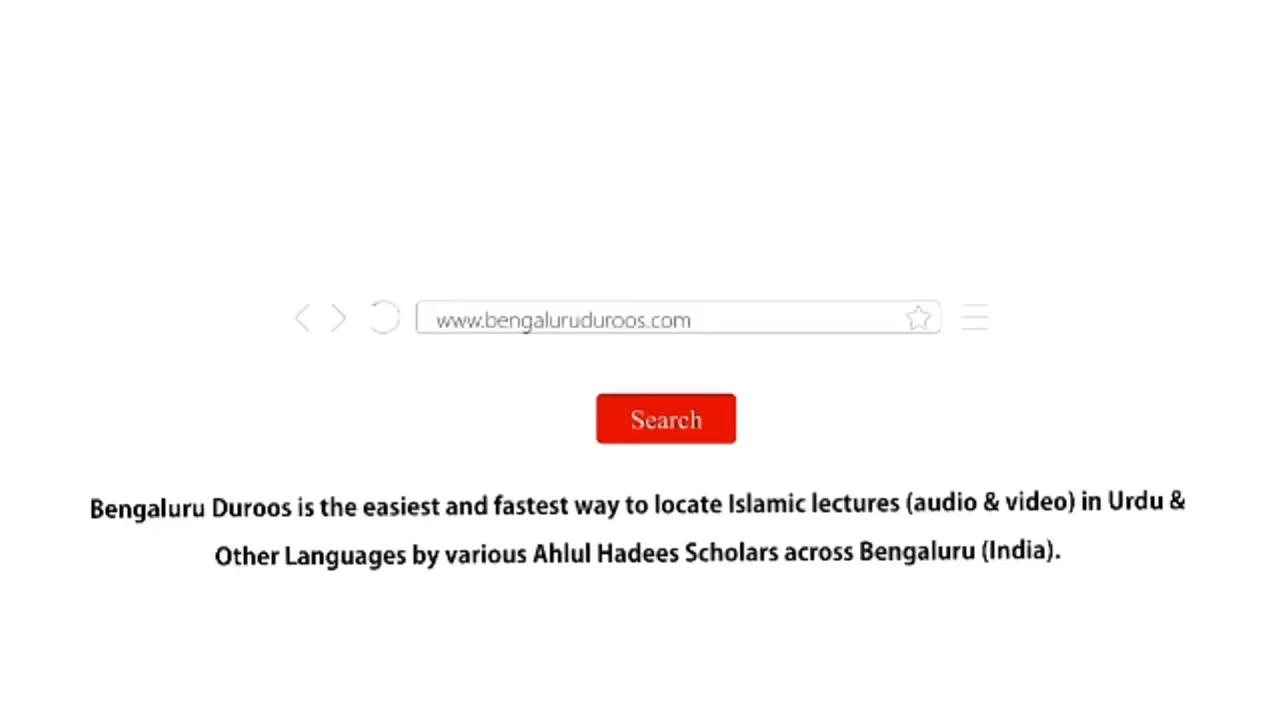 www.bengaluruduroos.com
Search
Bengaluru Duroos is the easiest and fastest way to locate Islamic lectures (audio & video) in Urdu &
Other Languages by various Ahlul Hadees Scholars across Bengaluru (India).